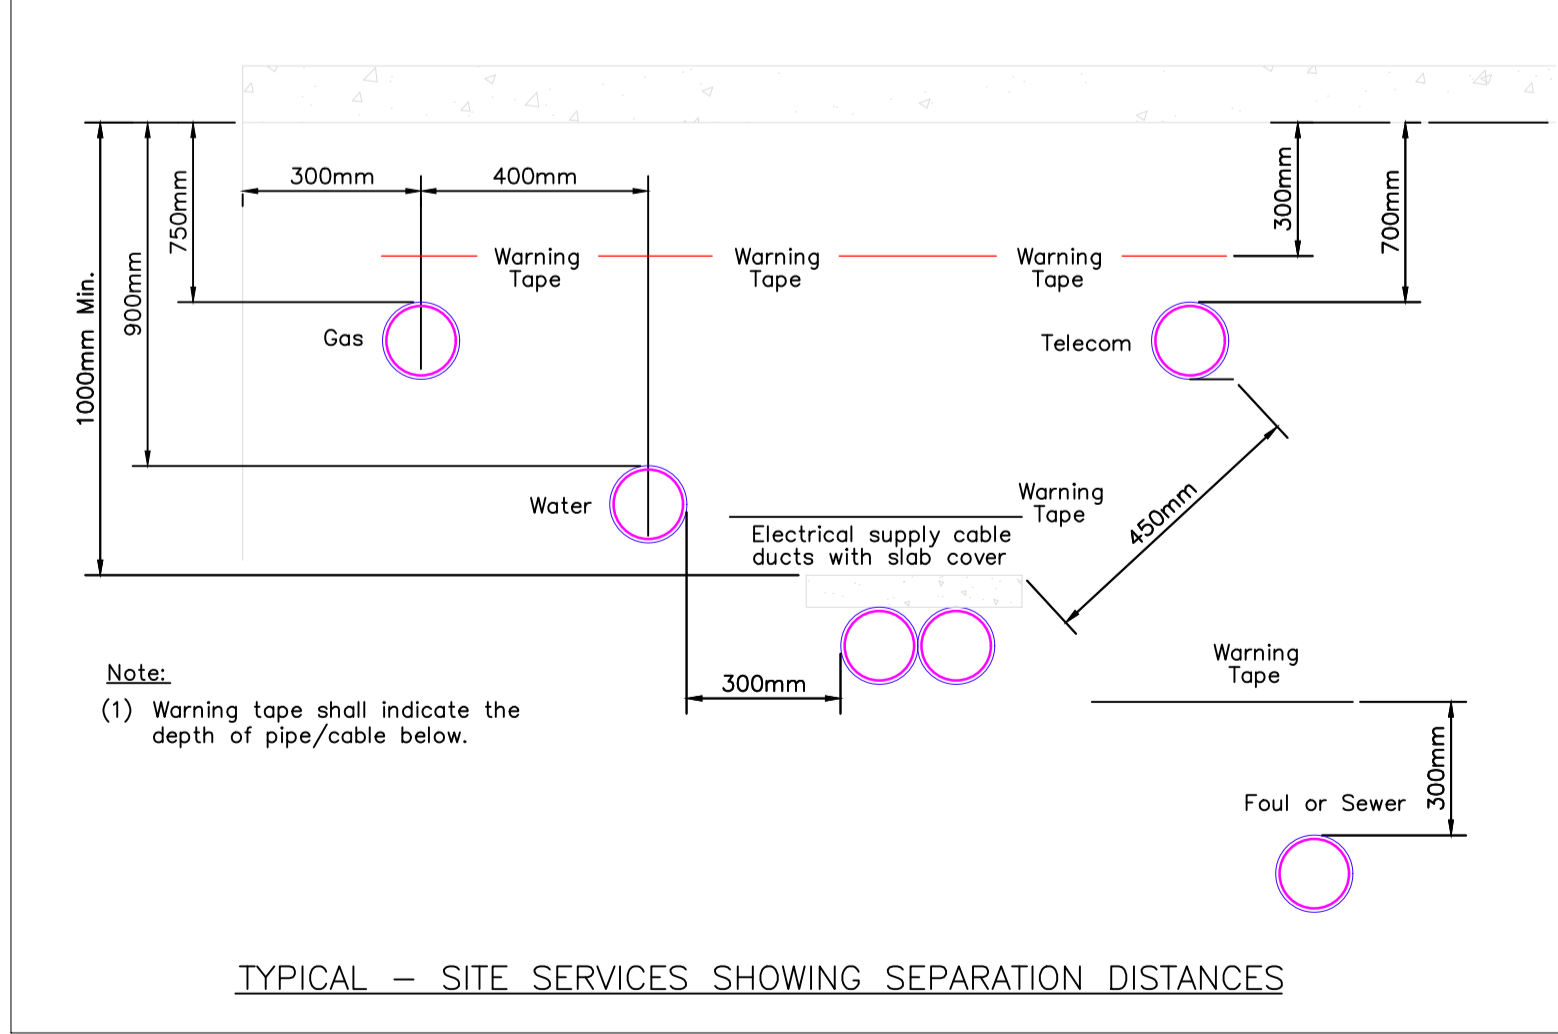 300mm
400mm
750mm
900mm
1000mm Min.
300mm
700mm
Warning
Tape
Warning
Tape
Warning
Tape
Gas
Telecom
Water
Warning
Tape
Electrical supply cable
ducts with slab cover
450mm
300mm
Warning
Tape
300mm
Foul or Sewer
Note:
(1) Warning tape shall indicate the
depth of pipe/cable below.
TYPICAL – SITE SERVICES SHOWING SEPARATION DISTANCES